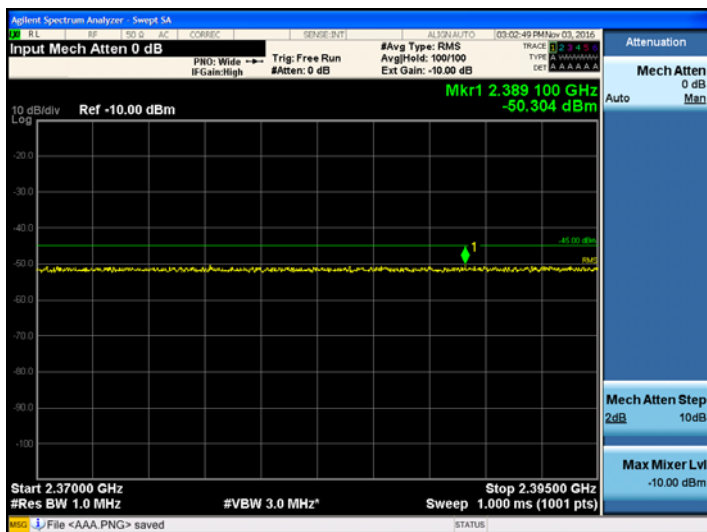 Agilent Spectrum Analyzer - Swept SA
LXI RL RF 50 Ω AC CORREC SENSE:INT ALIGN AUTO 03:02:49 PM Nov 03, 2016
Input Mech Atten 0 dB
PNO: Wide
IFGain:High
Trig: Free Run
#Atten: 0 dB
#Avg Type: RMS
Avg|Hold: 100/100
Ext Gain: -10.00 dB
TRACE 1 2 3 4 5 6
TYPE A
DET A A A A A A
Mkr1 2.389 100 GHz
-50.304 dBm
10 dB/div Ref -10.00 dBm
Log
-20.0
-30.0
-40.0
-45.00 dBm
1
-50.0
RMS
-60.0
-70.0
-80.0
-90.0
-100
Start 2.37000 GHz Stop 2.39500 GHz
#Res BW 1.0 MHz #VBW 3.0 MHz* Sweep 1.000 ms (1001 pts)
MSG File <AAA.PNG> saved STATUS
Attenuation
Mech Atten
0 dB
Auto Man
Mech Atten Step
2dB 10dB
Max Mixer Lvl
-10.00 dBm